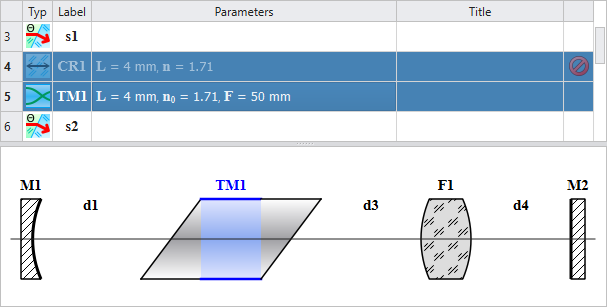 Typ Label Parameters Title
3 Θ s1
4 CR1 L = 4 mm, n = 1.71
5 TM1 L = 4 mm, n₀ = 1.71, F = 50 mm
6 Θ s2
M1 d1 TM1 d3 F1 d4 M2